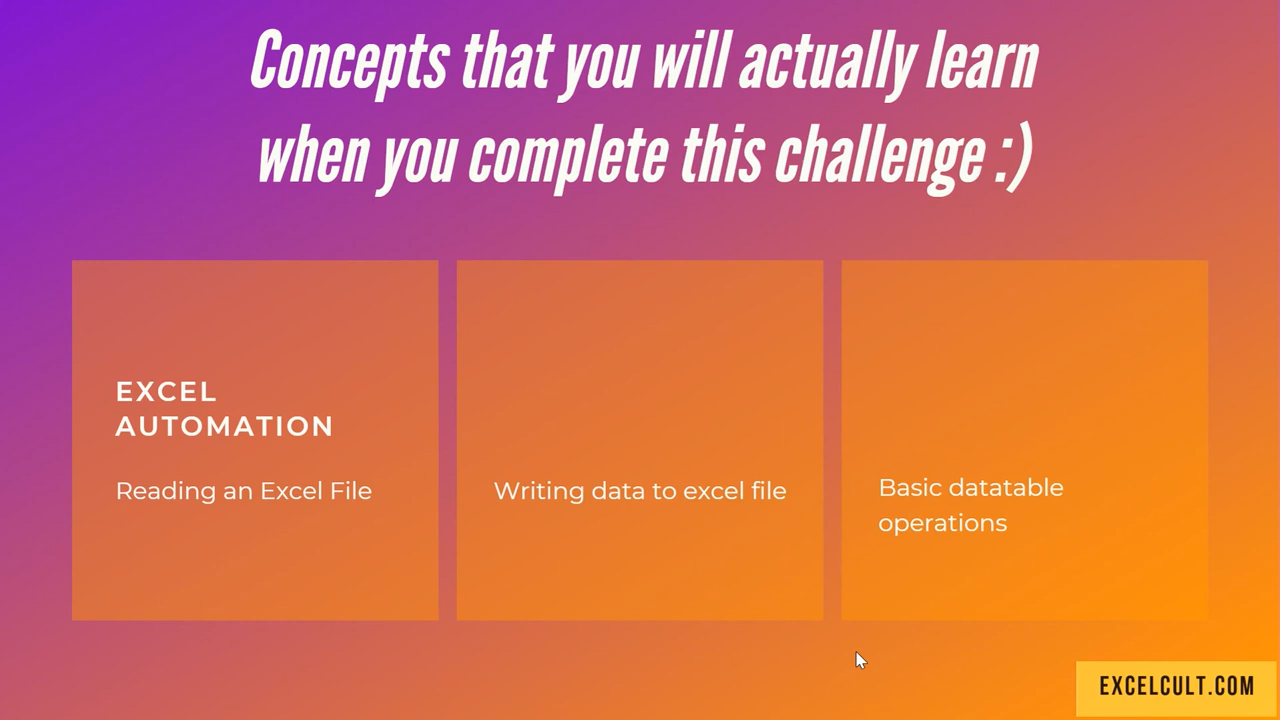 Concepts that you will actually learn
when you complete this challenge :)
EXCEL
AUTOMATION
Reading an Excel File
Writing data to excel file
Basic datatable
operations
EXCELCULT.COM